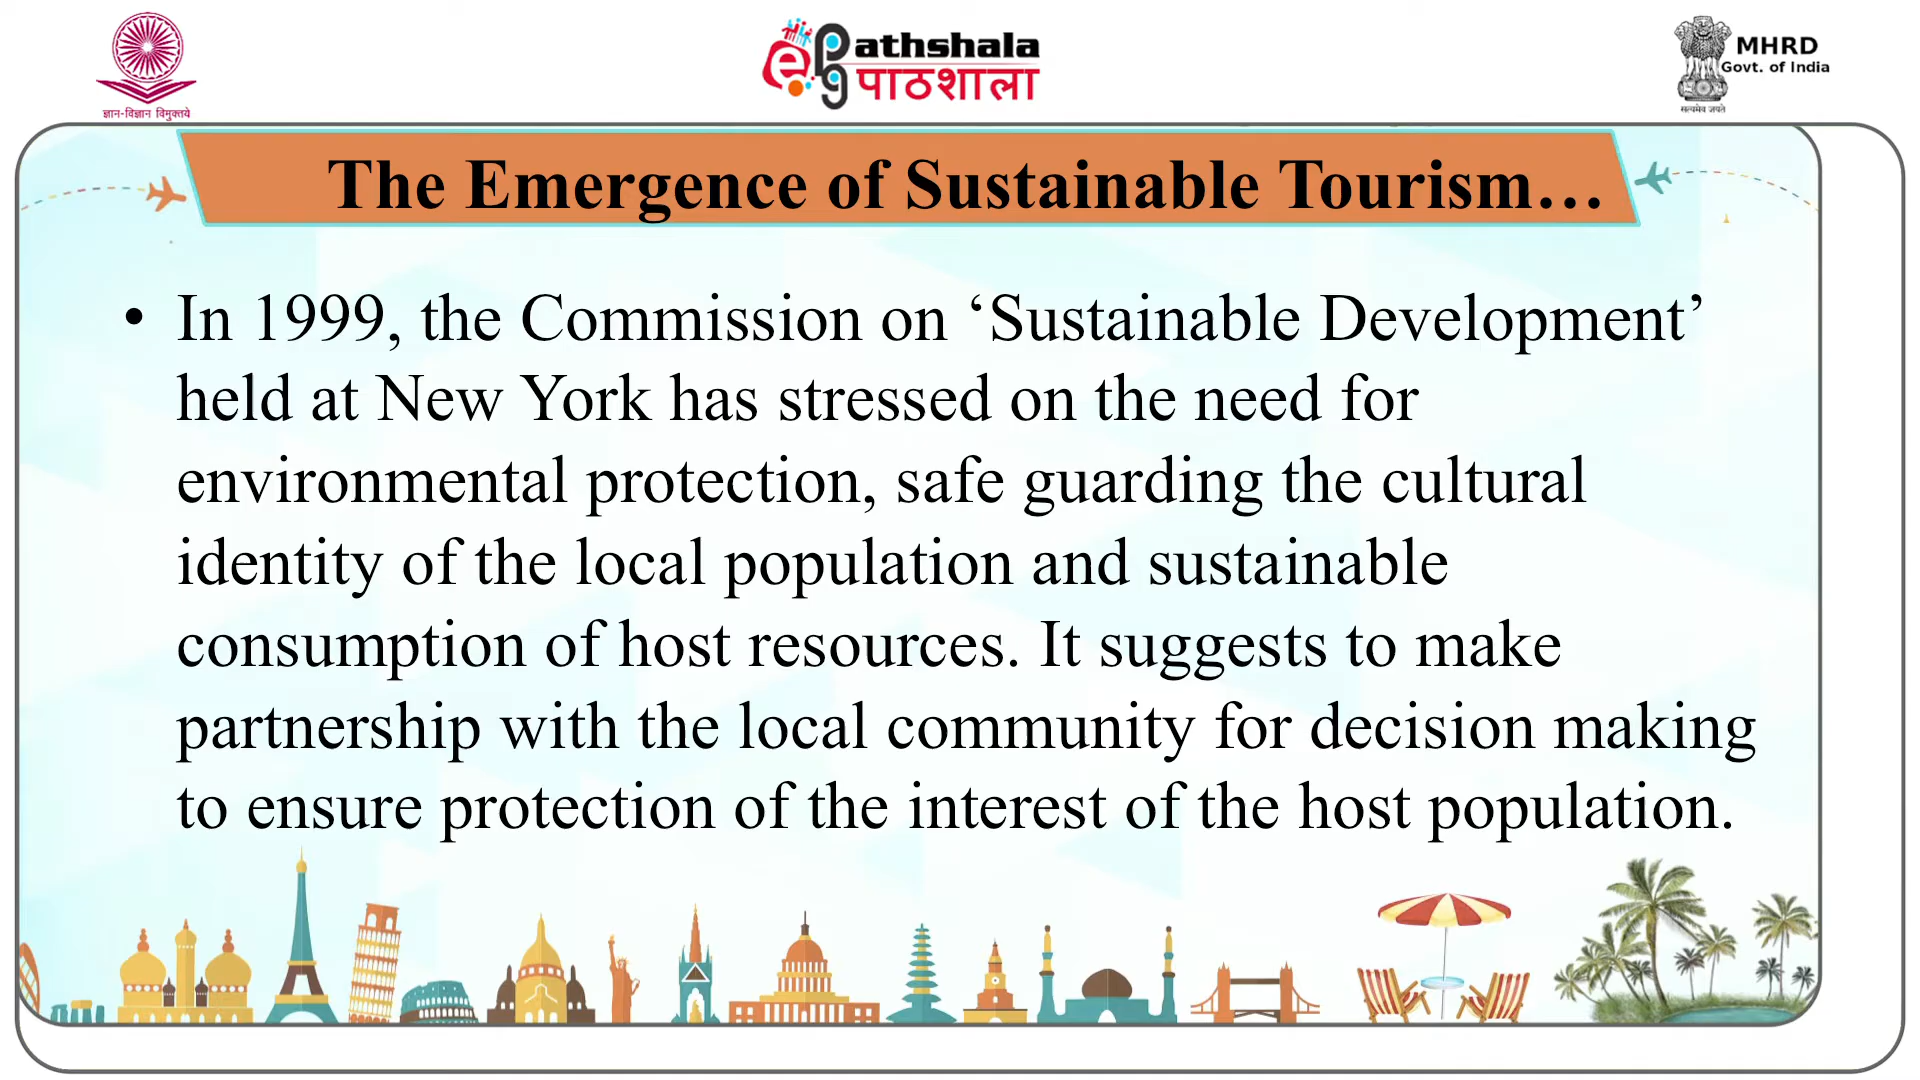 ज्ञान-विज्ञान विमुक्तये
ePG Pathshala
पाठशाला
MHRD
Govt. of India
सत्यमेव जयते
The Emergence of Sustainable Tourism…
• In 1999, the Commission on ‘Sustainable Development’
held at New York has stressed on the need for
environmental protection, safe guarding the cultural
identity of the local population and sustainable
consumption of host resources. It suggests to make
partnership with the local community for decision making
to ensure protection of the interest of the host population.